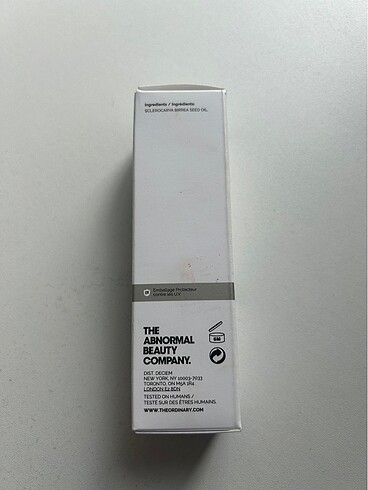 Ingredients / Ingrédients:
SCLEROCARYA BIRREA SEED OIL.
Emballage Protecteur
contre les U.V
THE
ABNORMAL
BEAUTY
COMPANY.
6M
DIST. DECIEM
NEW YORK, NY 10003-7033
TORONTO, ON M5A 1R4
LONDON E2 8DN
TESTED ON HUMANS /
TESTÉ SUR DES ÊTRES HUMAINS
WWW.THEORDINARY.COM